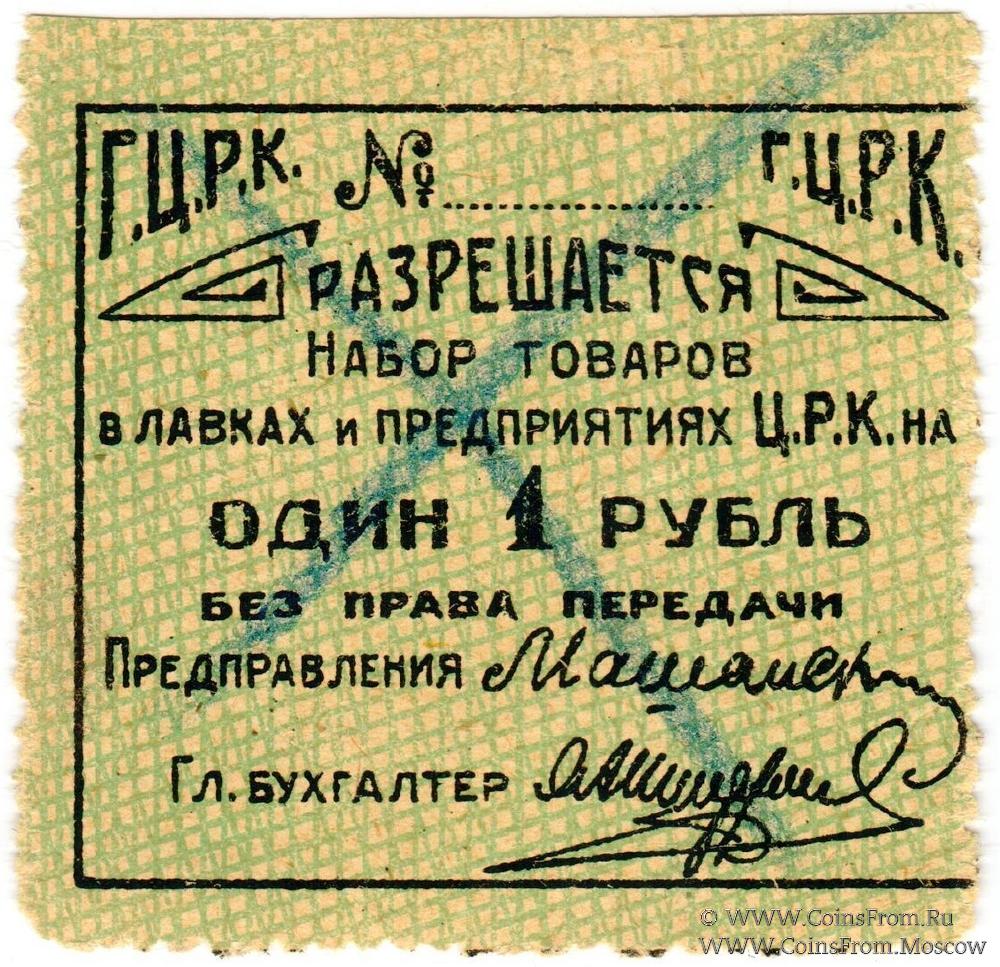 Г.Ц.Р.К. №.................. Г.Ц.Р.К.
РАЗРЕШАЕТСЯ
НАБОР ТОВАРОВ
В ЛАВКАХ И ПРЕДПРИЯТИЯХ Ц.Р.К. НА
ОДИН 1 РУБЛЬ
БЕЗ ПРАВА ПЕРЕДАЧИ
ПРЕДПРАВЛЕНИЯ
ГЛ. БУХГАЛТЕР
© WWW.CoinsFrom.Ru
WWW.CoinsFrom.Moscow